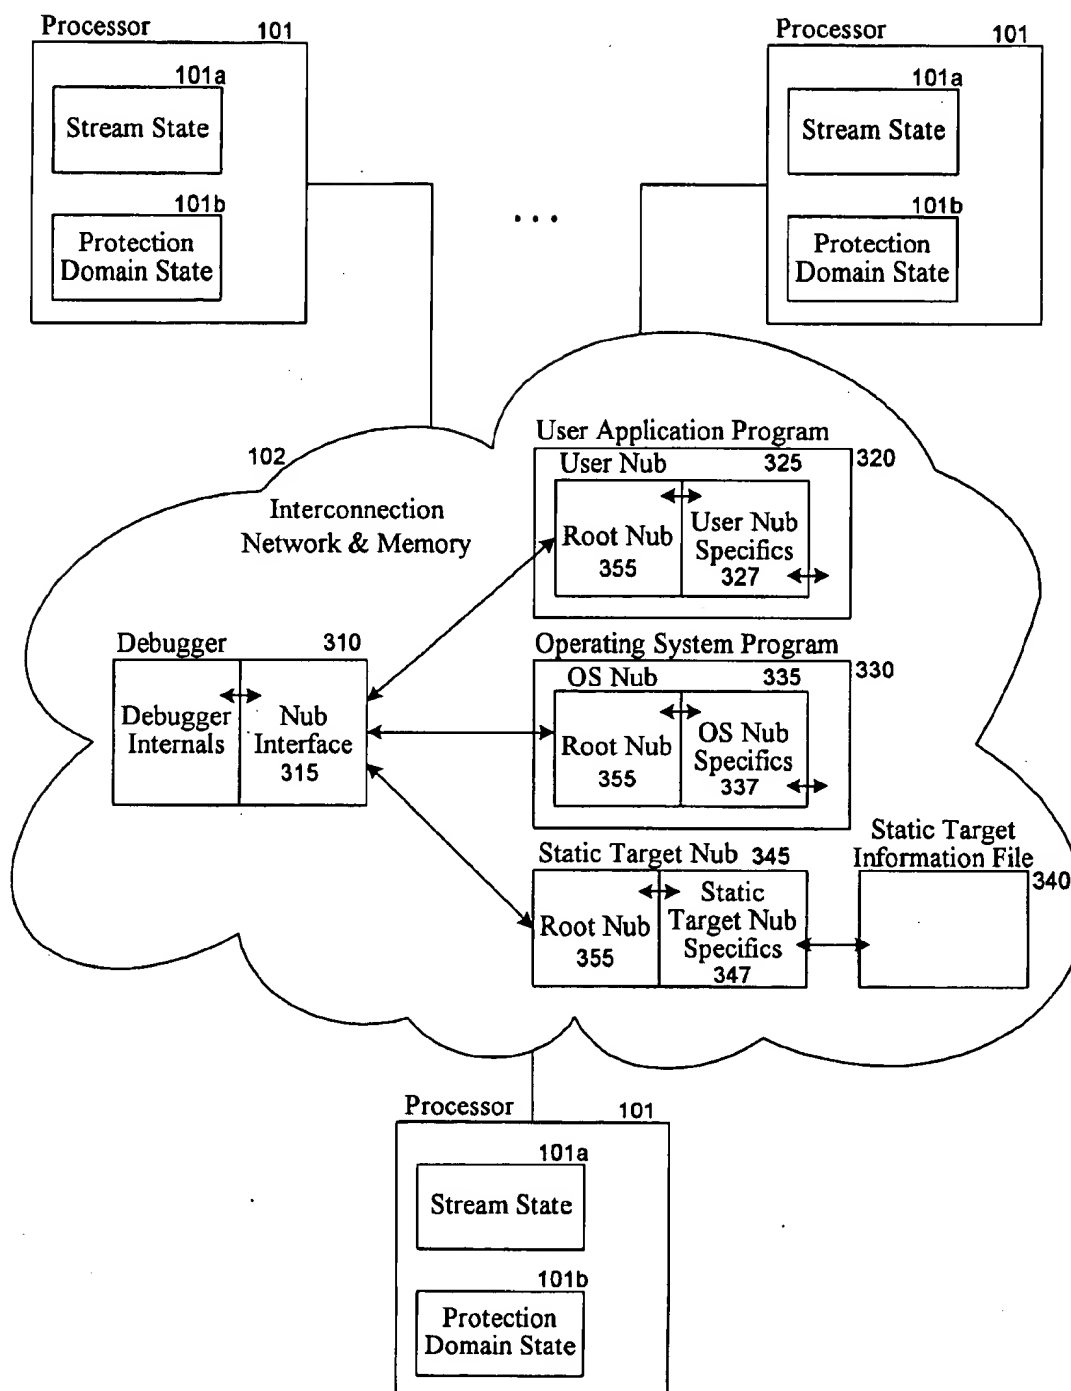 Processor 101
101a
Stream State
101b
Protection
Domain State
Processor 101
101a
Stream State
101b
Protection
Domain State
...
102
Interconnection
Network & Memory
User Application Program
320
User Nub 325
Root Nub
355
User Nub
Specifics
327
Debugger 310
Debugger
Internals
Nub
Interface
315
Operating System Program
330
OS Nub 335
Root Nub
355
OS Nub
Specifics
337
Static Target Nub 345
Root Nub
355
Static
Target Nub
Specifics
347
Static Target
Information File
340
Processor 101
101a
Stream State
101b
Protection
Domain State